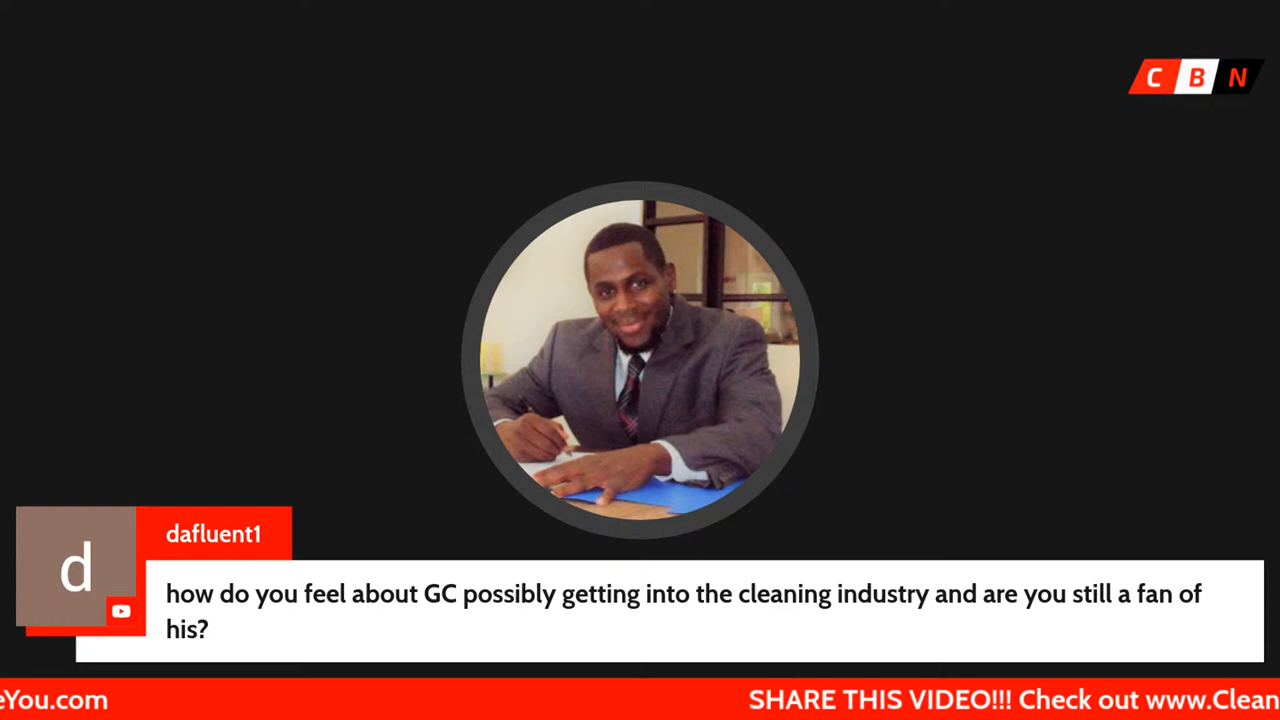 C B N
d
dafluent1
how do you feel about GC possibly getting into the cleaning industry and are you still a fan of
his?
eYou.com
SHARE THIS VIDEO!!! Check out www.Clean